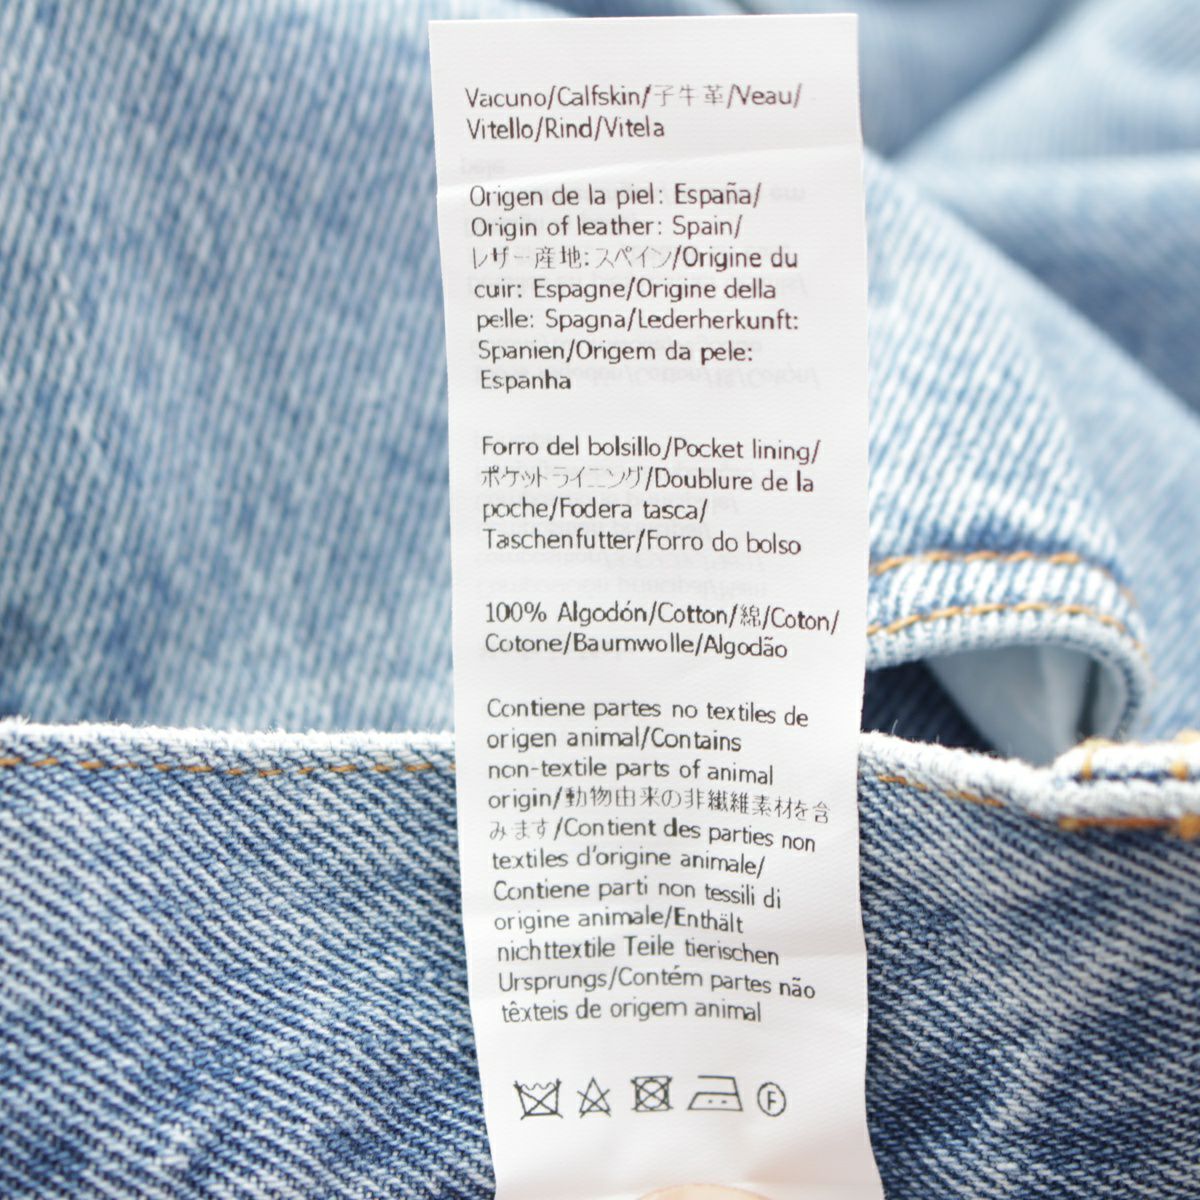 Vacuno/Calfskin/子牛革/Veau/
Vitello/Rind/Vitela
Origen de la piel: España/
Origin of leather: Spain/
レザー産地:スペイン/Origine du
cuir: Espagne/Origine della
pelle: Spagna/Lederherkunft:
Spanien/Origem da pele:
Espanha
Forro del bolsillo/Pocket lining/
ポケットライニング/Doublure de la
poche/Fodera tasca/
Taschenfutter/Forro do bolso
100% Algodón/Cotton/綿/Coton/
Cotone/Baumwolle/Algodão
Contiene partes no textiles de
origen animal/Contains
non-textile parts of animal
origin/動物由来の非繊維素材を含
みます/Contient des parties non
textiles d'origine animale/
Contiene parti non tessili di
origine animale/Enthält
nichttextile Teile tierischen
Ursprungs/Contém partes não
têxteis de origem animal
F